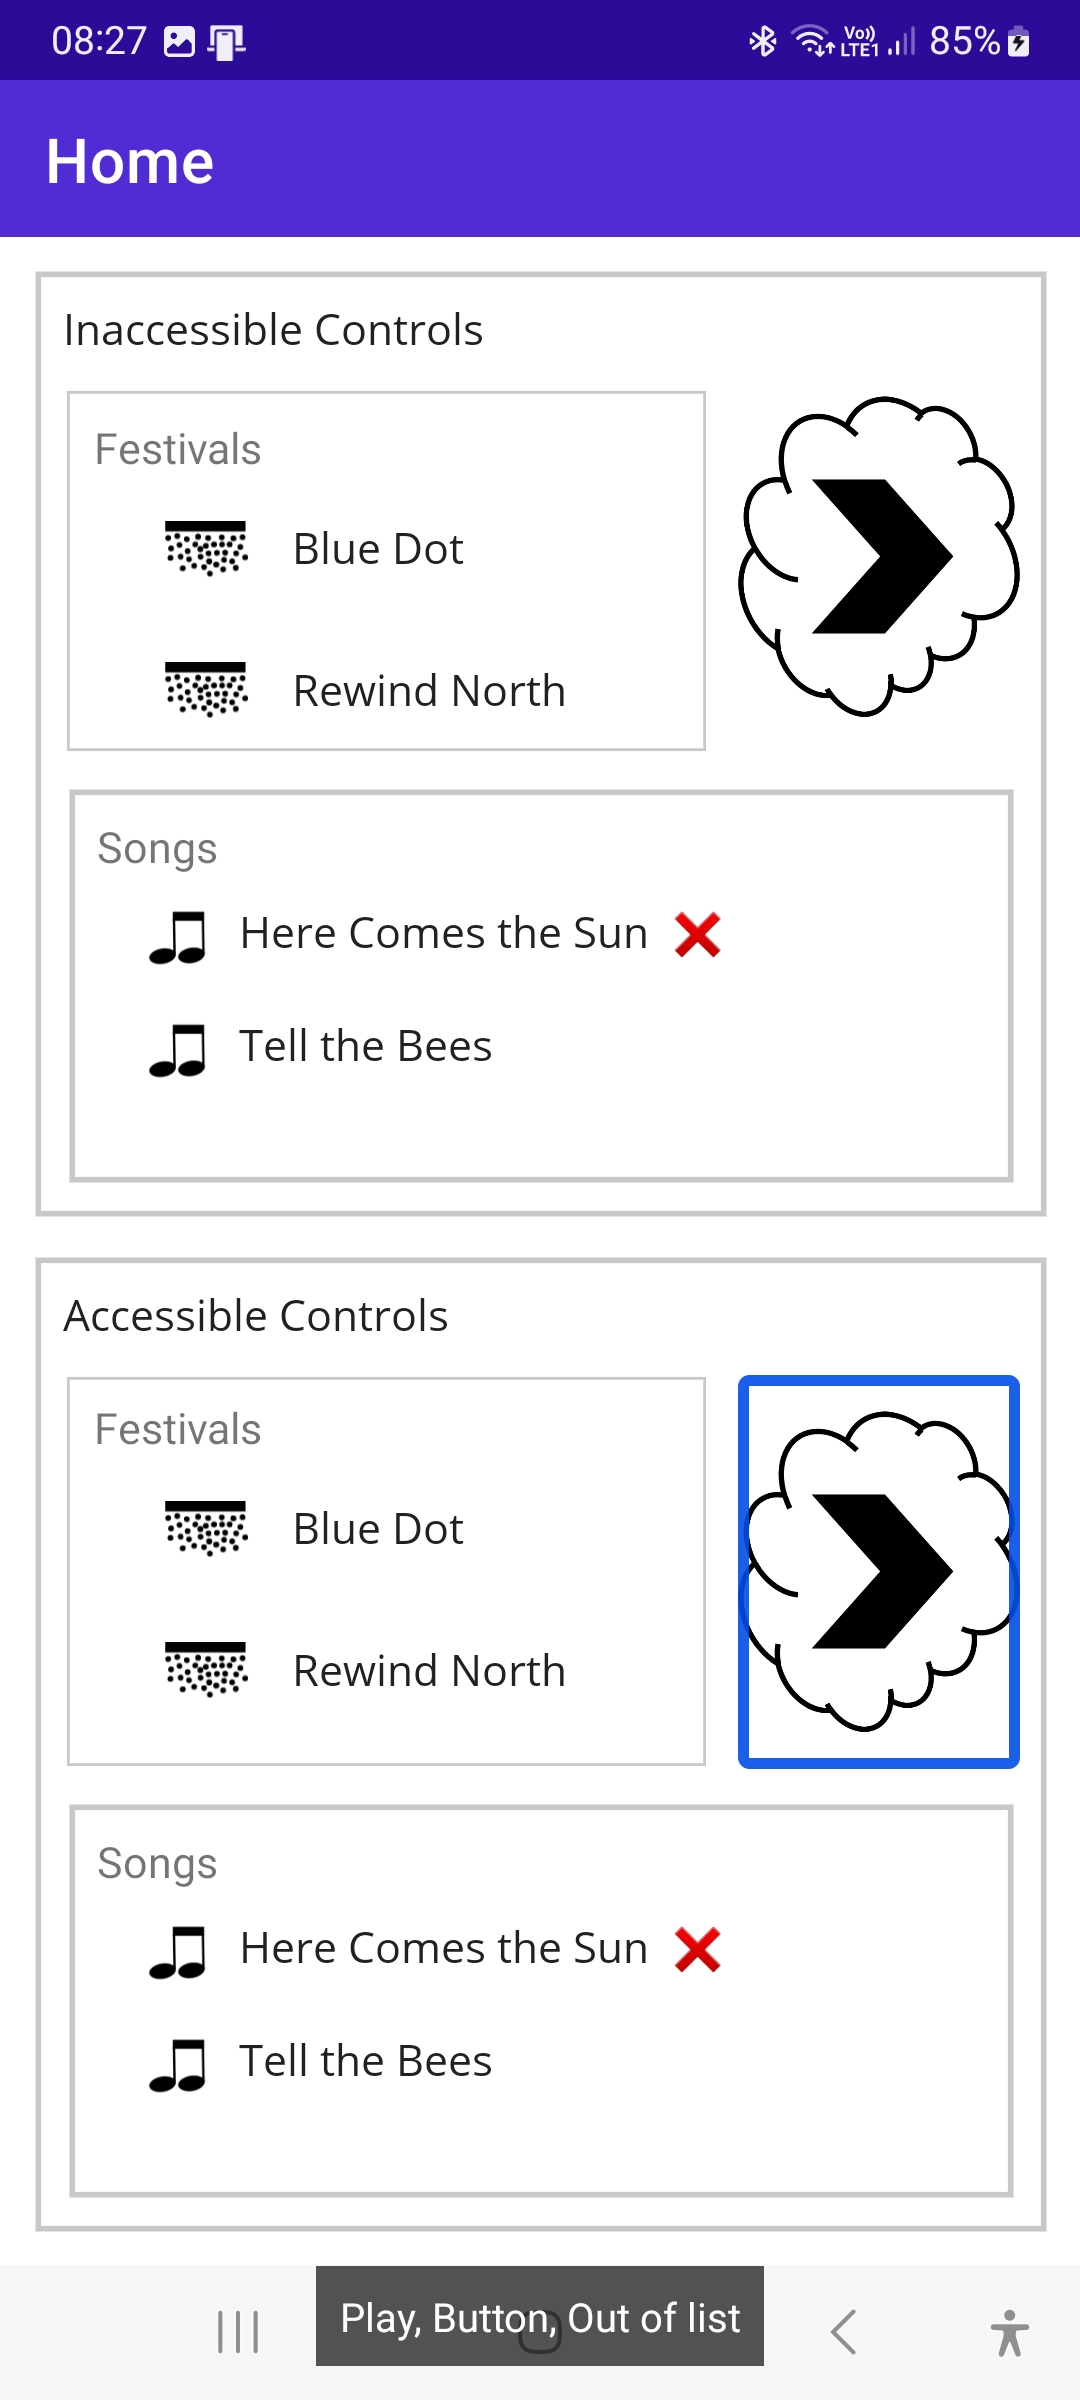 08:27 Vo)) LTE1 85%
Home
Inaccessible Controls
Festivals
Blue Dot
Rewind North
Songs
Here Comes the Sun
Tell the Bees
Accessible Controls
Festivals
Blue Dot
Rewind North
Songs
Here Comes the Sun
Tell the Bees
Play, Button, Out of list